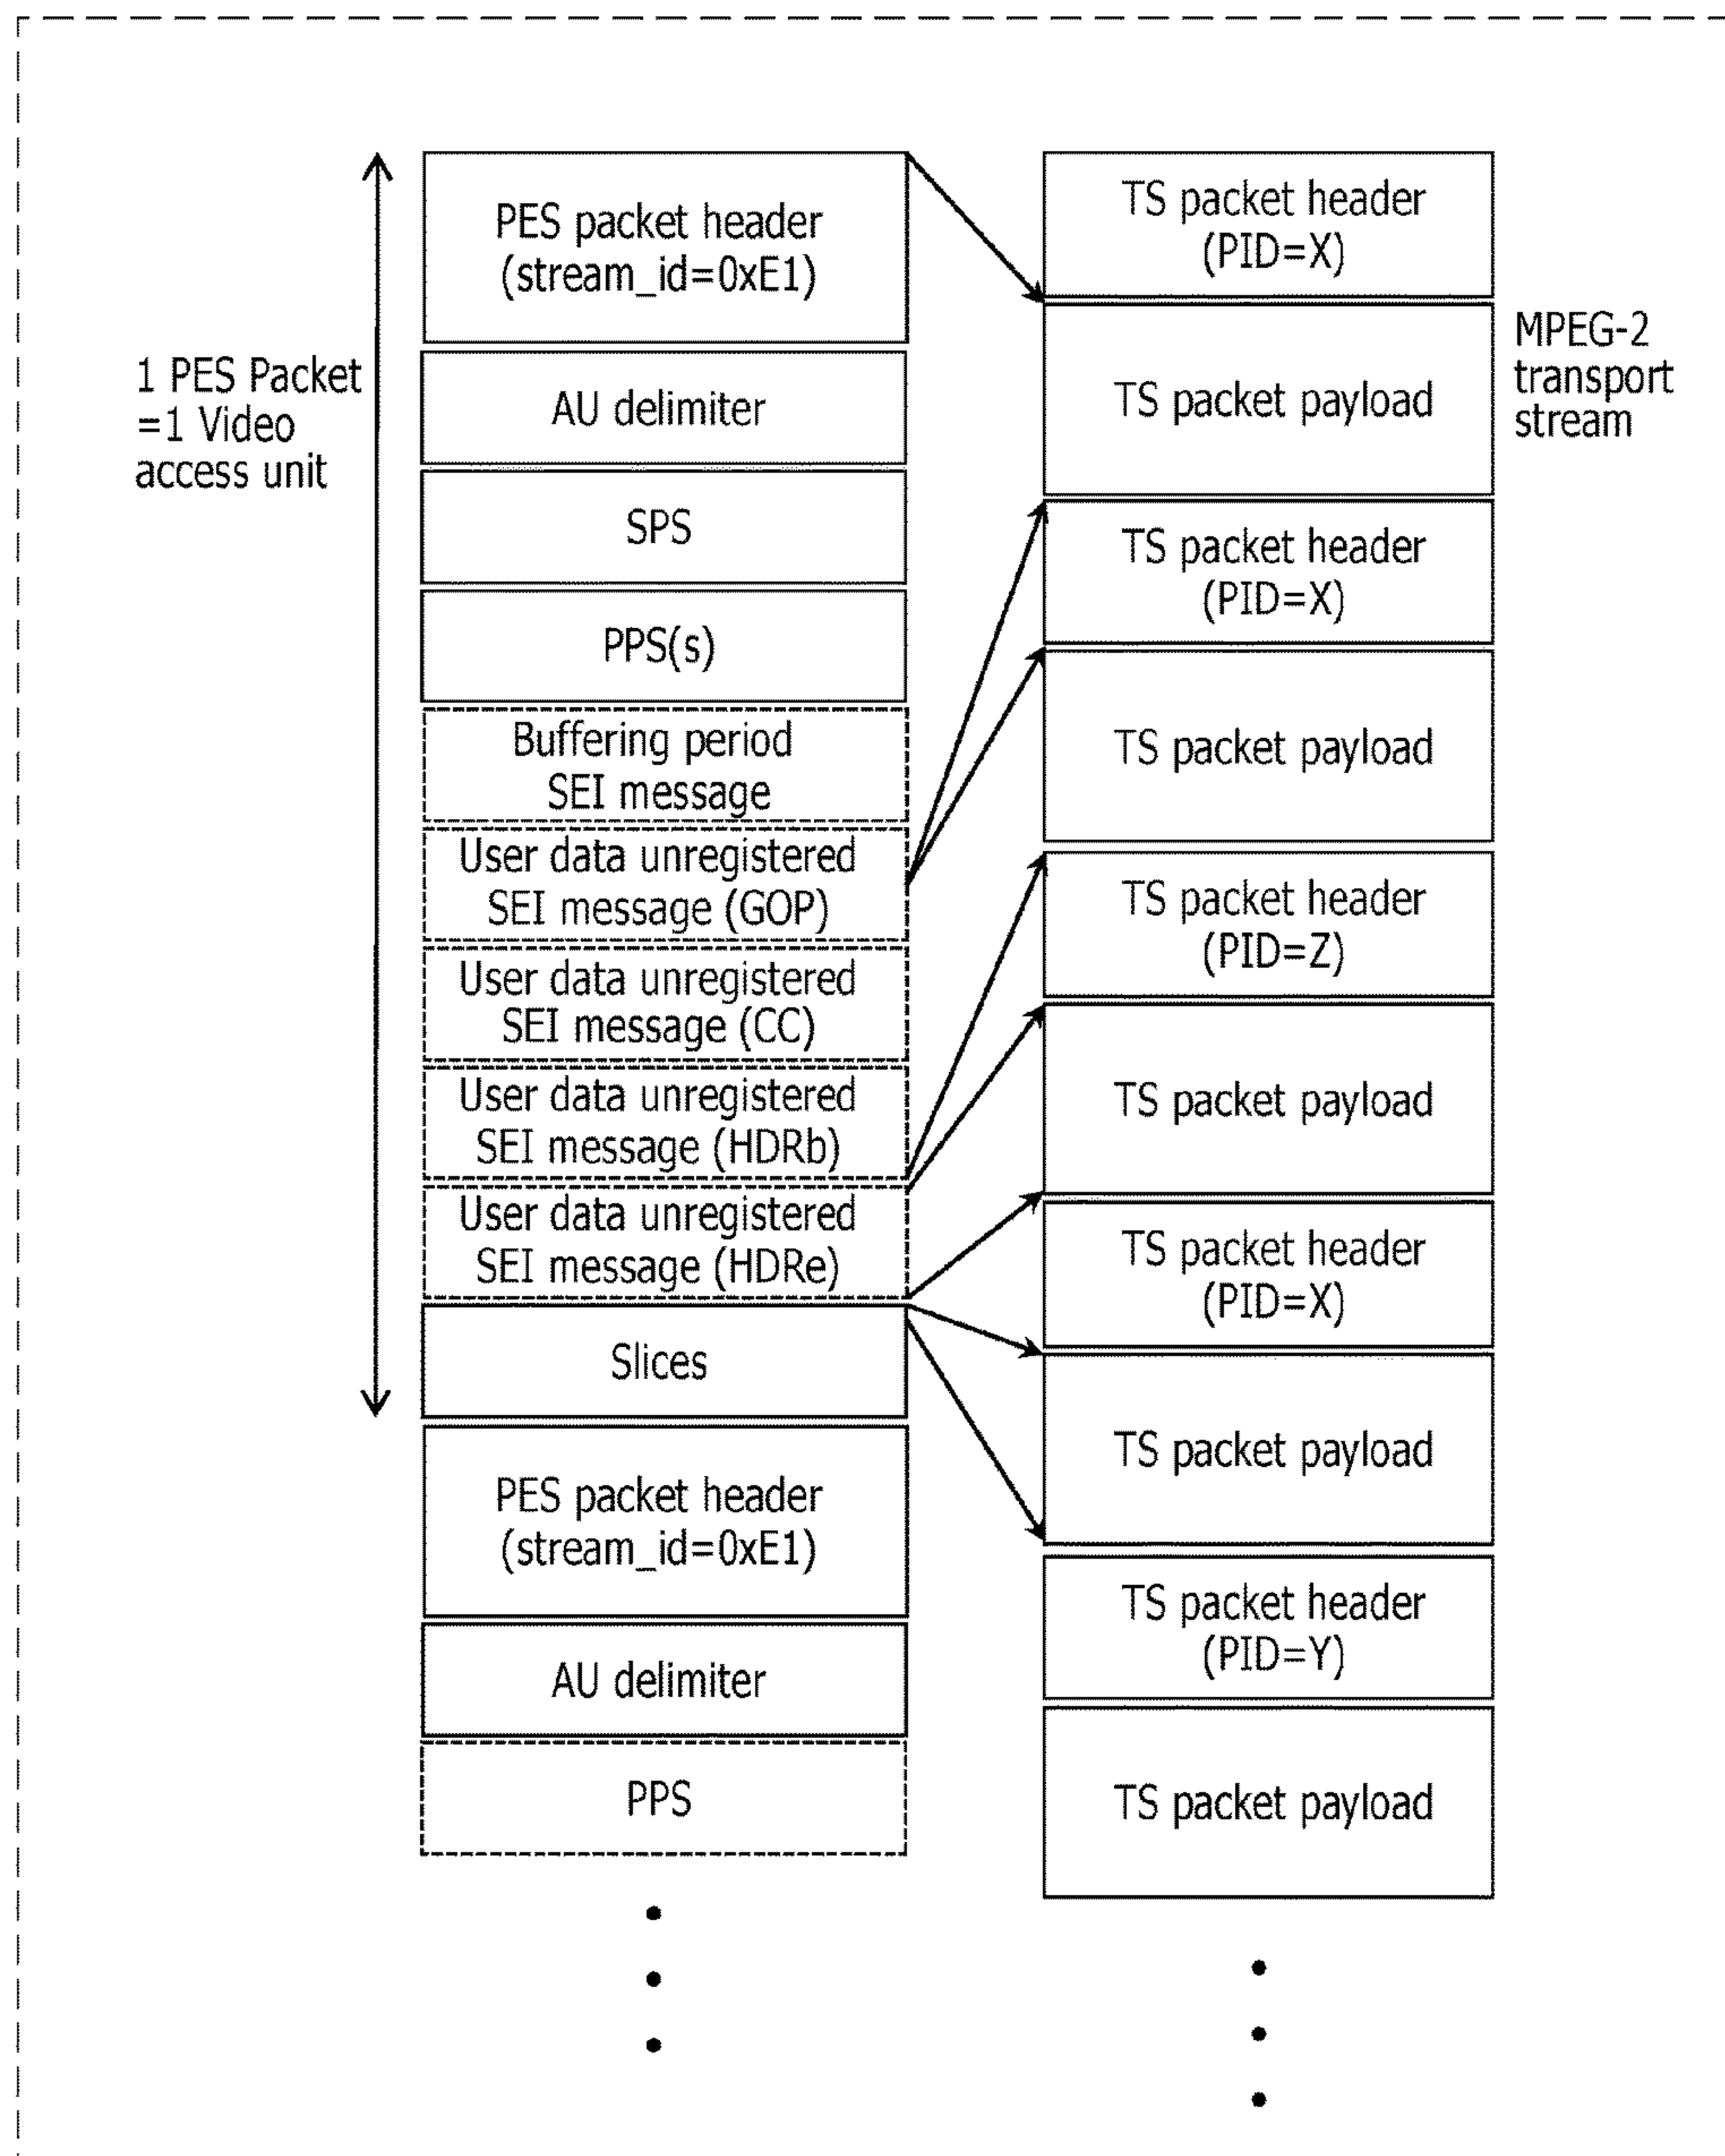 1 PES Packet
=1 Video
access unit
PES packet header
(stream_id=0xE1)
AU delimiter
SPS
PPS(s)
Buffering period
SEI message
User data unregistered
SEI message (GOP)
User data unregistered
SEI message (CC)
User data unregistered
SEI message (HDRb)
User data unregistered
SEI message (HDRe)
Slices
PES packet header
(stream_id=0xE1)
AU delimiter
PPS
TS packet header
(PID=X)
TS packet payload
TS packet header
(PID=X)
TS packet payload
TS packet header
(PID=Z)
TS packet payload
TS packet header
(PID=X)
TS packet payload
TS packet header
(PID=Y)
TS packet payload
MPEG-2
transport
stream